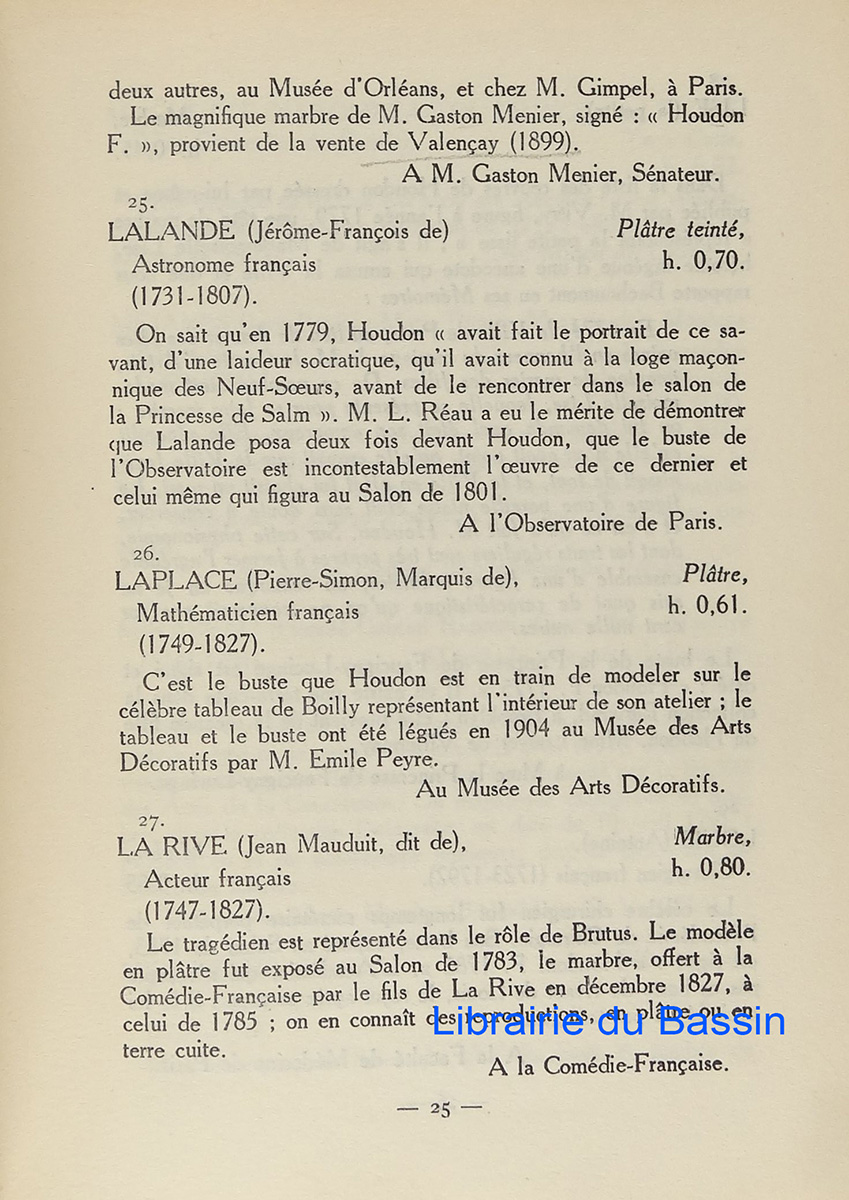 deux autres, au Musée d'Orléans, et chez M. Gimpel, à Paris.
Le magnifique marbre de M. Gaston Menier, signé : « Houdon
F. », provient de la vente de Valençay (1899).
A M. Gaston Menier, Sénateur.
25.
LALANDE (Jérôme-François de) Plâtre teinté,
Astronome français h. 0,70.
(1731-1807).
On sait qu'en 1779, Houdon « avait fait le portrait de ce sa-
vant, d'une laideur socratique, qu'il avait connu à la loge maçon-
nique des Neuf-Sœurs, avant de le rencontrer dans le salon de
la Princesse de Salm ». M. L. Réau a eu le mérite de démontrer
que Lalande posa deux fois devant Houdon, que le buste de
l'Observatoire est incontestablement l'œuvre de ce dernier et
celui même qui figura au Salon de 1801.
A l'Observatoire de Paris.
26.
LAPLACE (Pierre-Simon, Marquis de), Plâtre,
Mathématicien français h. 0,61.
(1749-1827).
C'est le buste que Houdon est en train de modeler sur le
célèbre tableau de Boilly représentant l'intérieur de son atelier ; le
tableau et le buste ont été légués en 1904 au Musée des Arts
Décoratifs par M. Emile Peyre.
Au Musée des Arts Décoratifs.
27.
LA RIVE (Jean Mauduit, dit de), Marbre,
Acteur français h. 0,80.
(1747-1827).
Le tragédien est représenté dans le rôle de Brutus. Le modèle
en plâtre fut exposé au Salon de 1783, le marbre, offert à la
Comédie-Française par le fils de La Rive en décembre 1827, à
celui de 1785 ; on en connaît des reproductions, en plâtre ou en
terre cuite.
Librairie du Bassin
A la Comédie-Française.
— 25 —